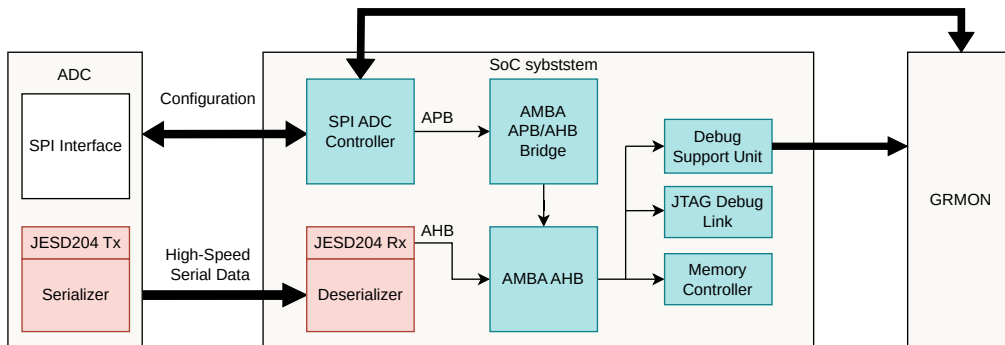 SoC sybststem
ADC
SPI Interface
Configuration
SPI ADC
Controller
APB
AMBA
APB/AHB
Bridge
Debug
Support Unit
JTAG Debug
Link
GRMON
JESD204 Tx
Serializer
High-Speed
Serial Data
JESD204 Rx
Deserializer
AHB
AMBA AHB
Memory
Controller